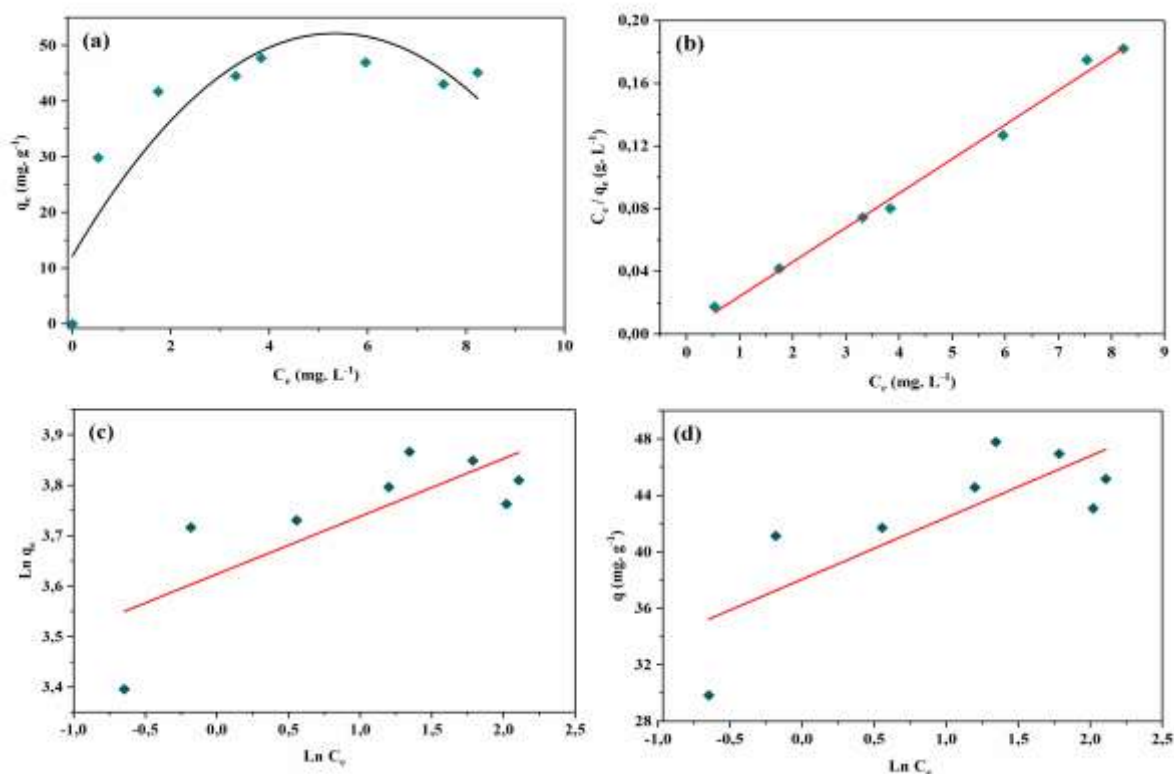 (a)
50
40
30
20
10
0
qₑ (mg. g⁻¹)
0 2 4 6 8 10
Cₑ (mg. L⁻¹)
(b)
0,20
0,16
0,12
0,08
0,04
0,00
Cₑ / qₑ (g. L⁻¹)
0 1 2 3 4 5 6 7 8 9
Cₑ (mg. L⁻¹)
(c)
3,9
3,8
3,7
3,6
3,5
3,4
Ln qₑ
-1,0 -0,5 0,0 0,5 1,0 1,5 2,0 2,5
Ln Cₑ
(d)
48
44
40
36
32
28
q (mg. g⁻¹)
-1,0 -0,5 0,0 0,5 1,0 1,5 2,0 2,5
Ln Cₑ